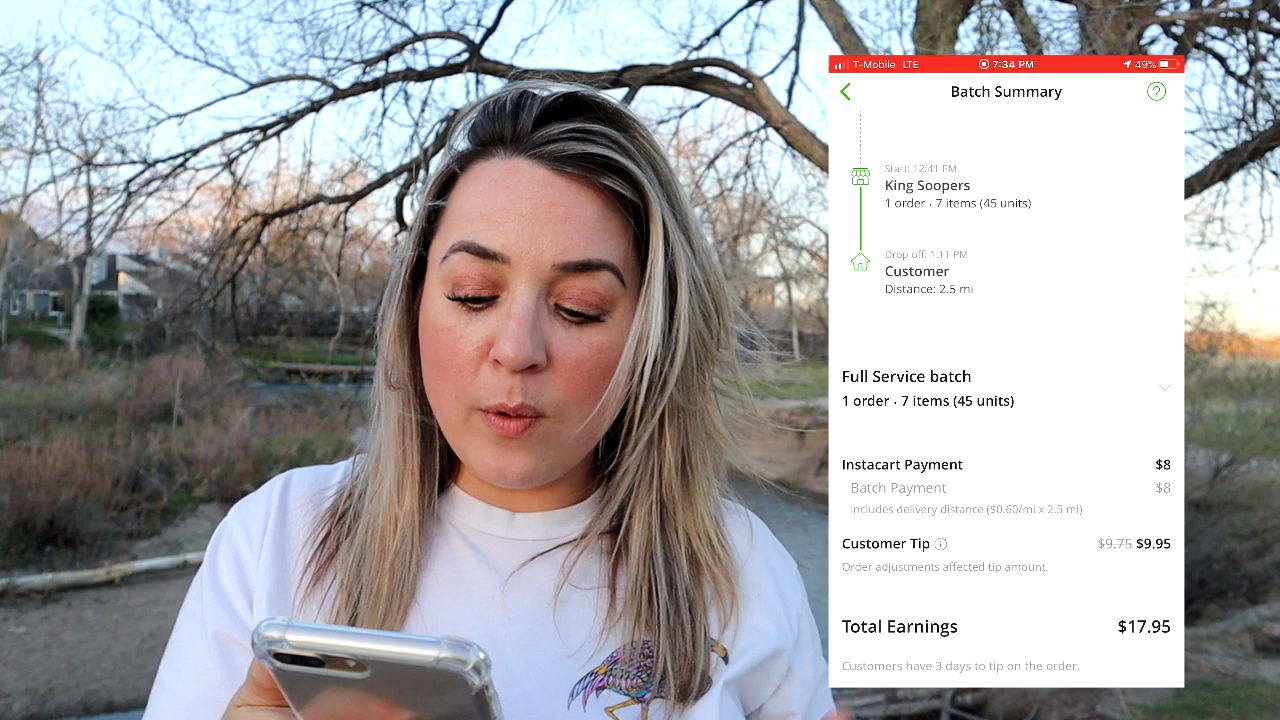 T-Mobile LTE 7:34 PM 49%
Batch Summary
Start: 12:41 PM
King Soopers
1 order · 7 items (45 units)
Drop off: 1:11 PM
Customer
Distance: 2.5 mi
Full Service batch
1 order · 7 items (45 units)
Instacart Payment $8
Batch Payment $8
Includes delivery distance ($0.60/mi x 2.5 mi)
Customer Tip $9.75 $9.95
Order adjustments affected tip amount.
Total Earnings $17.95
Customers have 3 days to tip on the order.